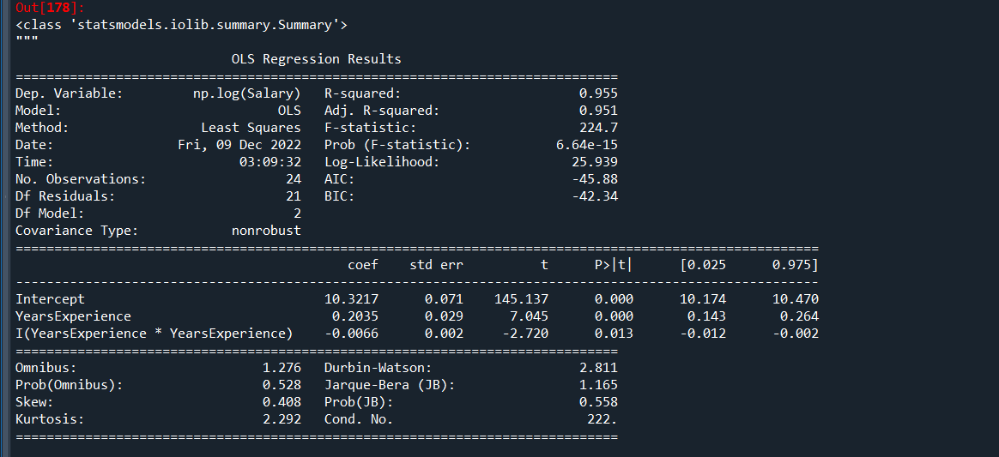 Out[178]:
<class 'statsmodels.iolib.summary.Summary'>
"""
                            OLS Regression Results
==============================================================================
Dep. Variable:         np.log(Salary)   R-squared:                       0.955
Model:                            OLS   Adj. R-squared:                  0.951
Method:                 Least Squares   F-statistic:                     224.7
Date:                Fri, 09 Dec 2022   Prob (F-statistic):           6.64e-15
Time:                        03:09:32   Log-Likelihood:                 25.939
No. Observations:                  24   AIC:                            -45.88
Df Residuals:                      21   BIC:                            -42.34
Df Model:                           2
Covariance Type:            nonrobust
========================================================================================================
                                           coef    std err          t      P>|t|      [0.025      0.975]
--------------------------------------------------------------------------------------------------------
Intercept                               10.3217      0.071    145.137      0.000      10.174      10.470
YearsExperience                          0.2035      0.029      7.045      0.000       0.143       0.264
I(YearsExperience * YearsExperience)    -0.0066      0.002     -2.720      0.013      -0.012      -0.002
==============================================================================
Omnibus:                        1.276   Durbin-Watson:                   2.811
Prob(Omnibus):                  0.528   Jarque-Bera (JB):                1.165
Skew:                           0.408   Prob(JB):                        0.558
Kurtosis:                       2.292   Cond. No.                         222.
==============================================================================